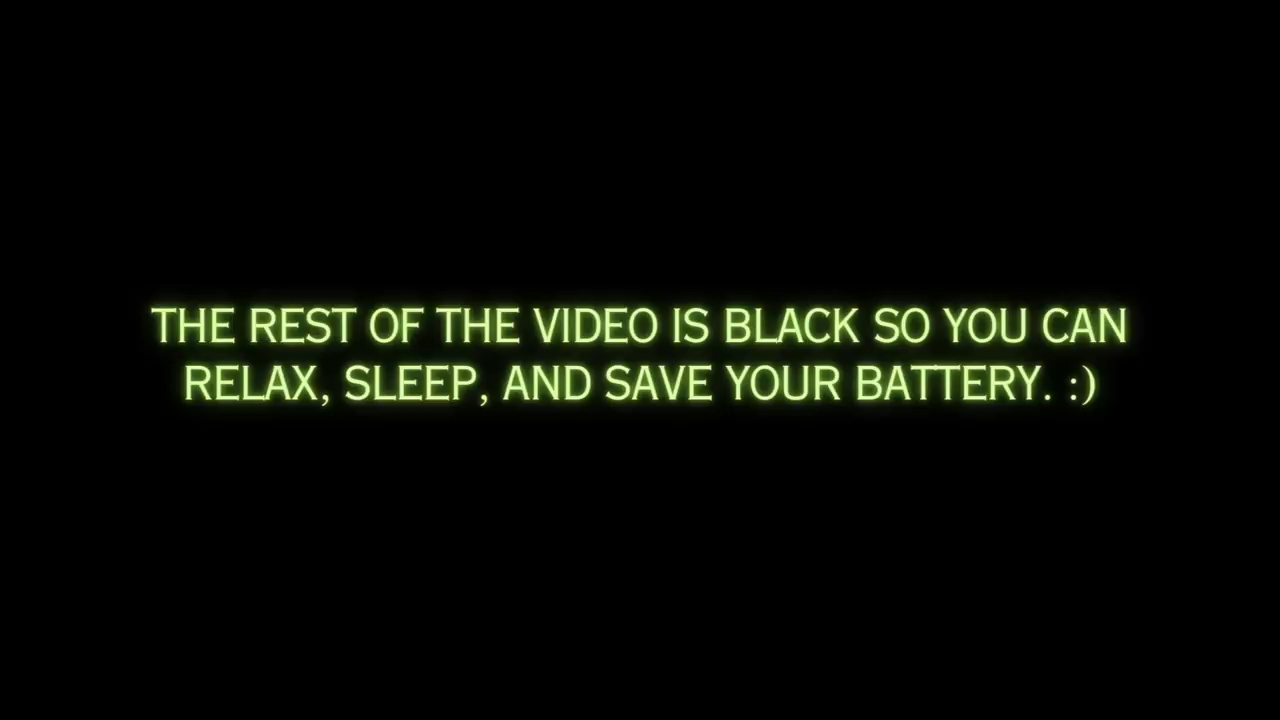 THE REST OF THE VIDEO IS BLACK SO YOU CAN
RELAX, SLEEP, AND SAVE YOUR BATTERY. :)